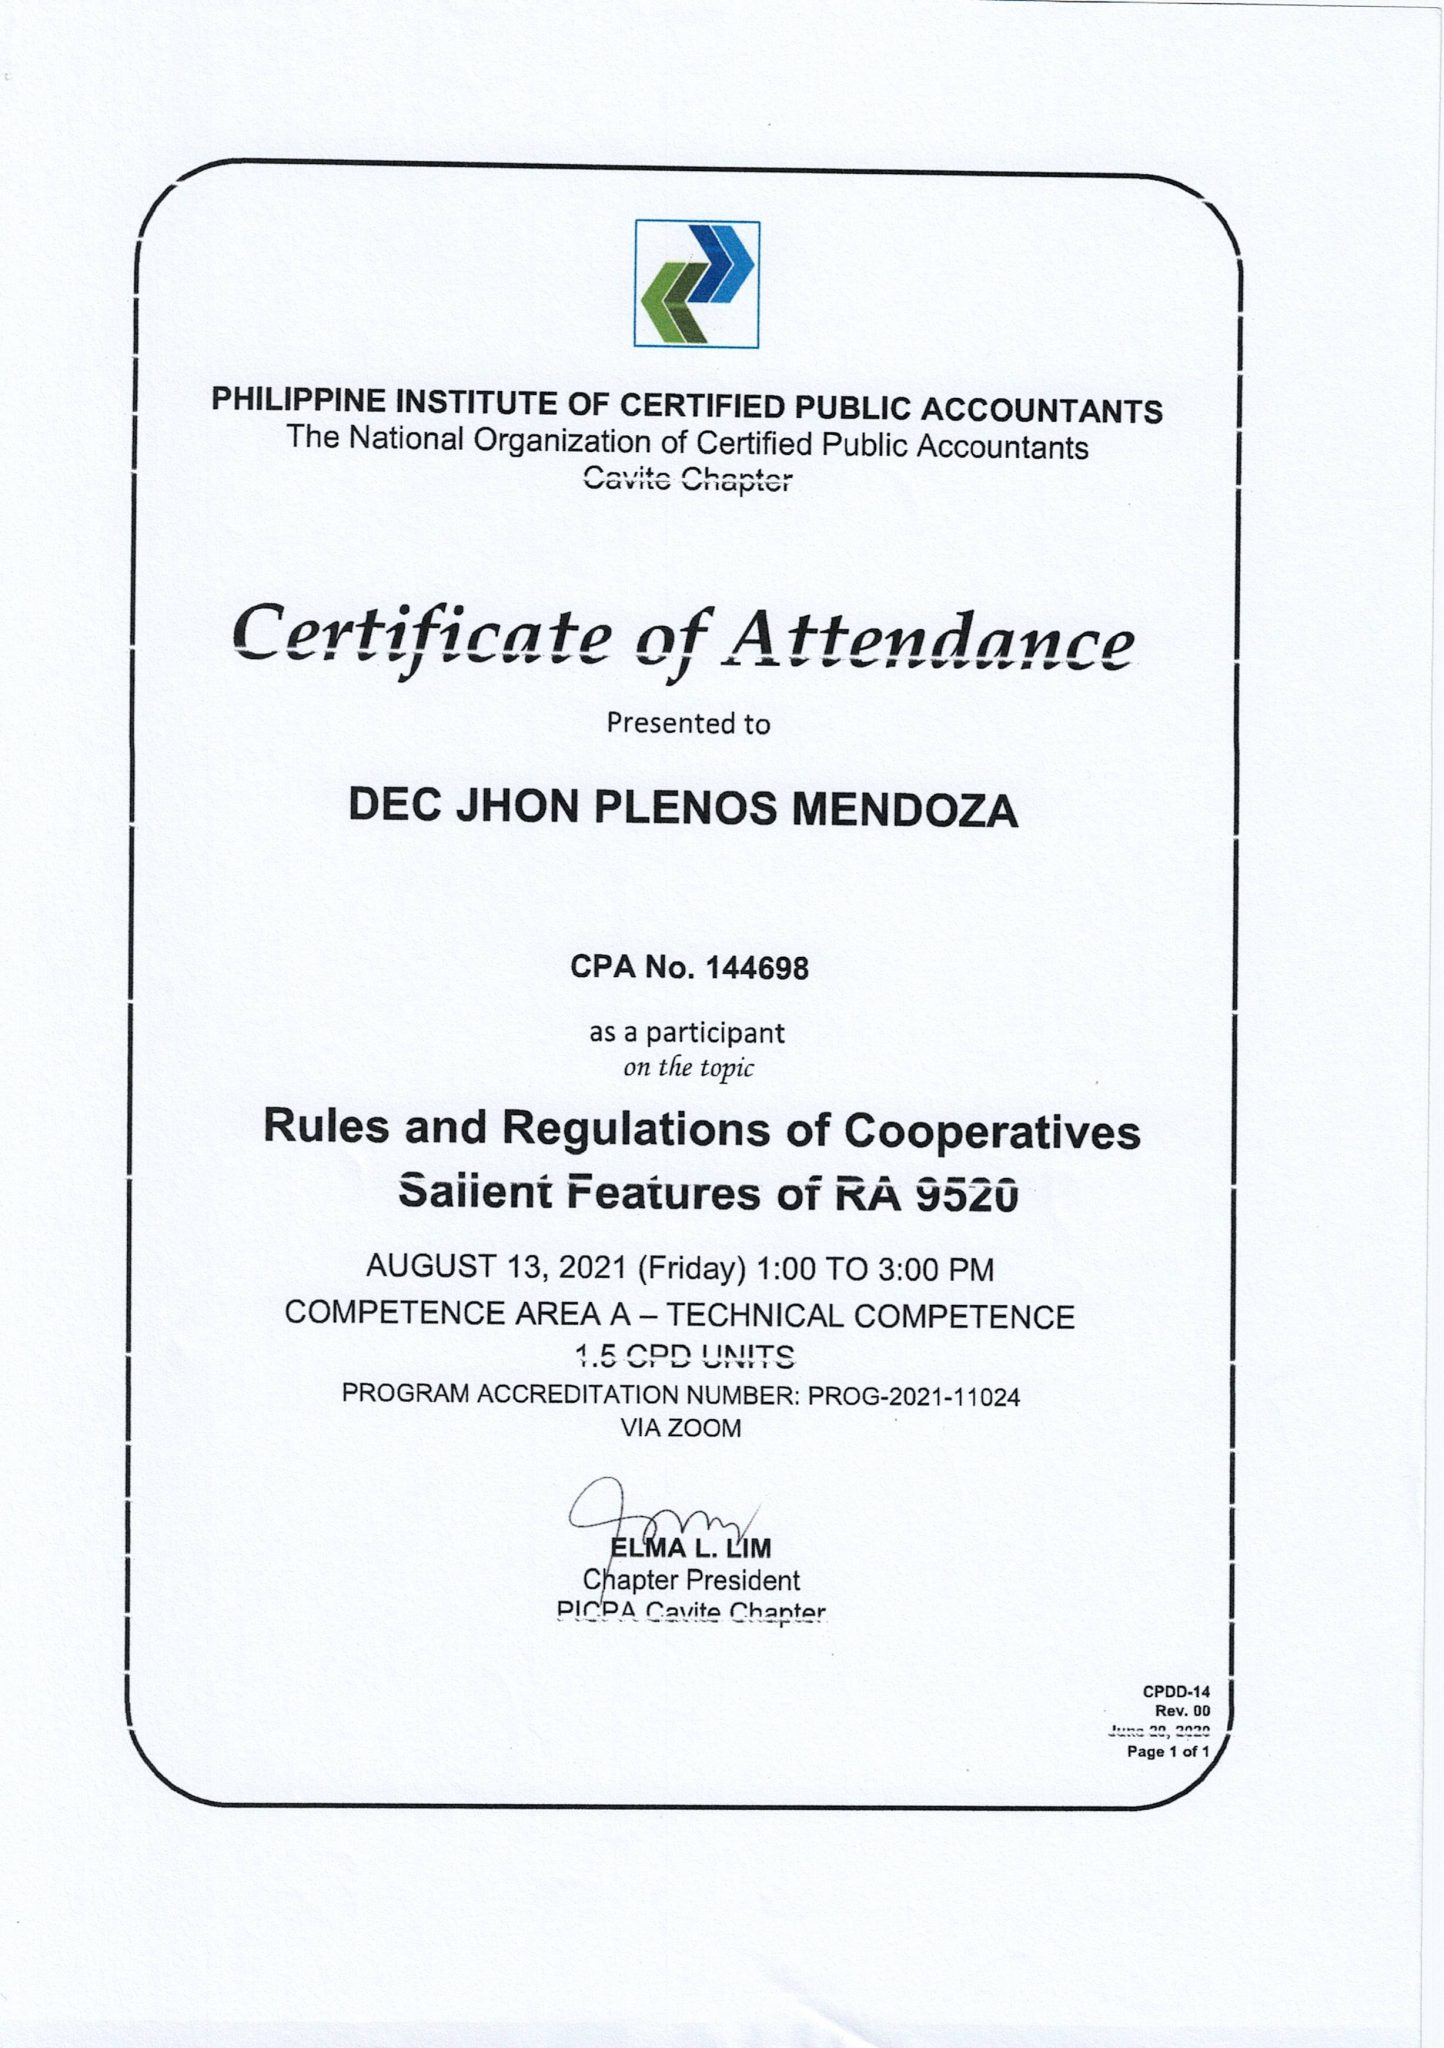 PHILIPPINE INSTITUTE OF CERTIFIED PUBLIC ACCOUNTANTS
The National Organization of Certified Public Accountants
Cavite Chapter
Certificate of Attendance
Presented to
DEC JHON PLENOS MENDOZA
CPA No. 144698
as a participant
on the topic
Rules and Regulations of Cooperatives
Salient Features of RA 9520
AUGUST 13, 2021 (Friday) 1:00 TO 3:00 PM
COMPETENCE AREA A – TECHNICAL COMPETENCE
1.5 CPD UNITS
PROGRAM ACCREDITATION NUMBER: PROG-2021-11024
VIA ZOOM
ELMA L. LIM
Chapter President
PICPA Cavite Chapter
CPDD-14
Rev. 00
2020
Page 1 of 1